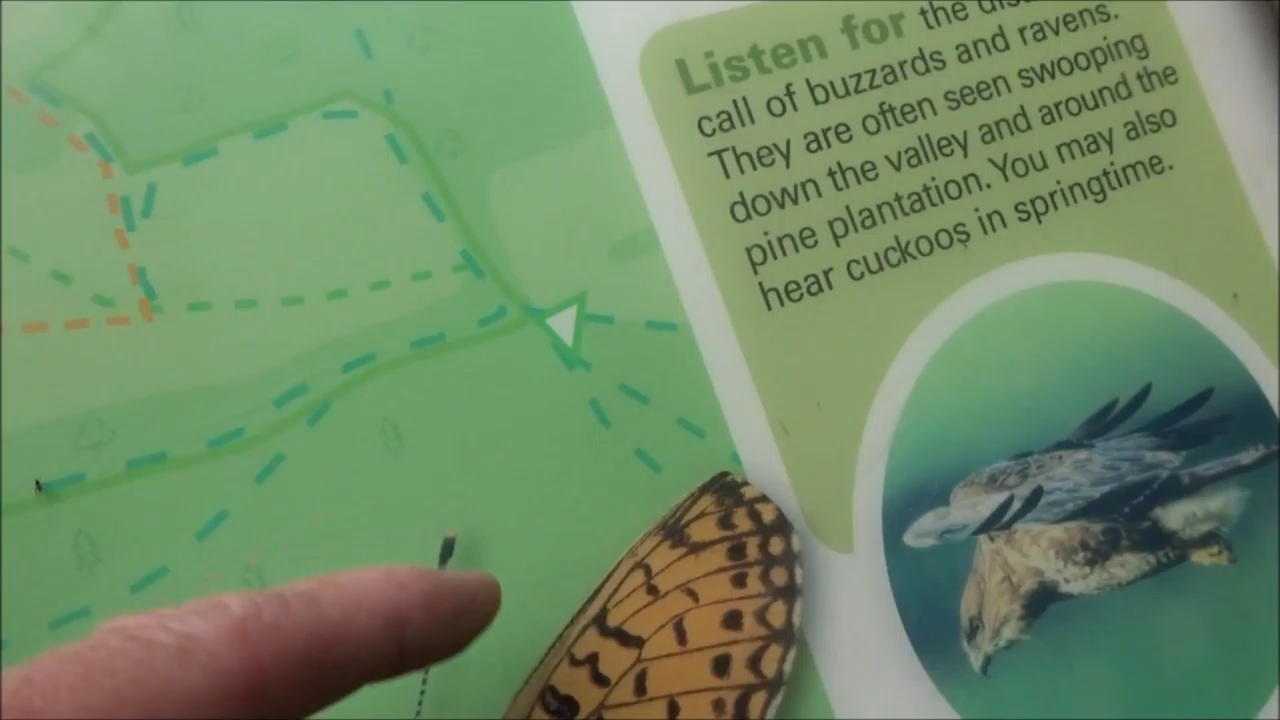 Listen for the
call of buzzards and ravens.
They are often seen swooping
down the valley and around the
pine plantation. You may also
hear cuckoos in springtime.